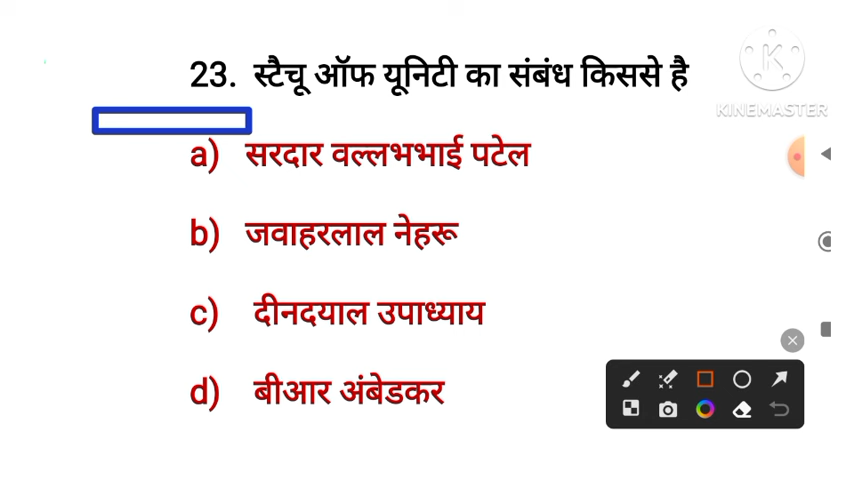 23. स्टैचू ऑफ यूनिटी का संबंध किससे है
KINEMASTER
a) सरदार वल्लभभाई पटेल
b) जवाहरलाल नेहरू
c) दीनदयाल उपाध्याय
d) बीआर अंबेडकर